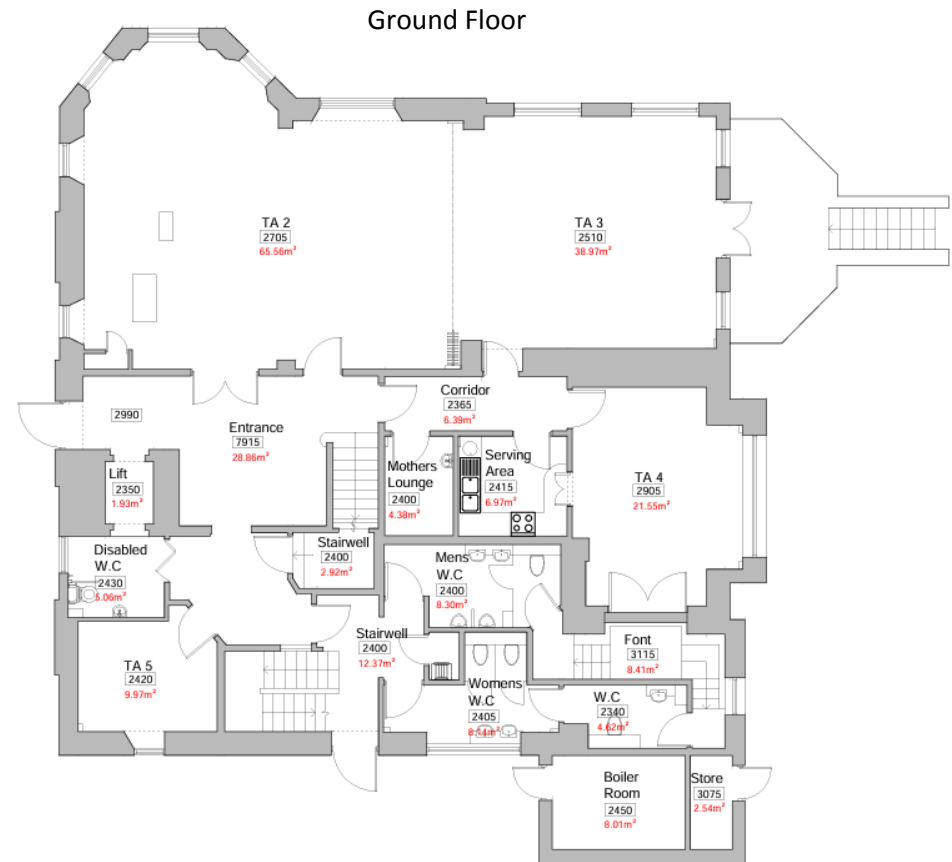 Ground Floor
TA 2
2705
65.56m²
TA 3
2510
38.97m²
Corridor
2365
6.39m²
2990
Entrance
7915
28.86m²
Lift
2350
1.93m²
Mothers
Lounge
2400
4.38m²
Serving
Area
2415
6.97m²
TA 4
2905
21.55m²
Disabled
W.C
2430
5.06m²
Stairwell
2400
2.92m²
Mens
W.C
2400
8.30m²
Stairwell
2400
12.37m²
Font
3115
8.41m²
TA 5
2420
9.97m²
Womens
W.C
2405
8.14m²
W.C
2340
4.62m²
Boiler
Room
2450
8.01m²
Store
3075
2.54m²